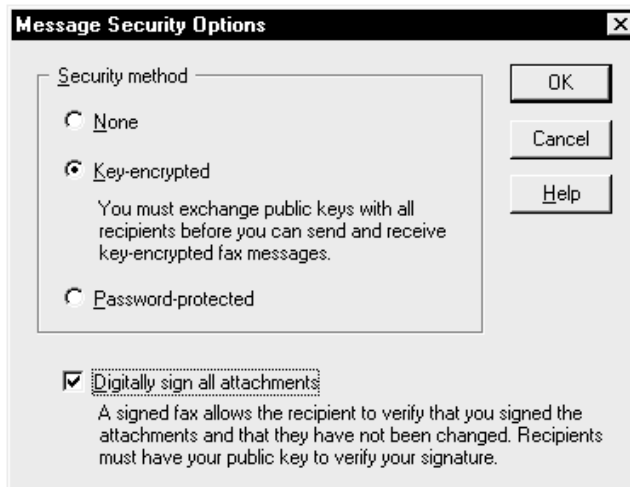 Message Security Options
Security method
OK
None
Cancel
Key-encrypted
Help
You must exchange public keys with all
recipients before you can send and receive
key-encrypted fax messages.
Password-protected
Digitally sign all attachments
A signed fax allows the recipient to verify that you signed the
attachments and that they have not been changed. Recipients
must have your public key to verify your signature.